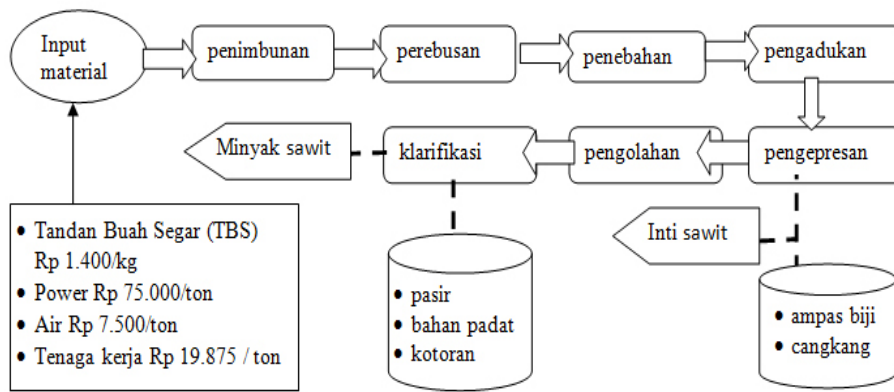 Input
material
penimbunan
perebusan
penebahan
pengadukan
Minyak sawit
klarifikasi
pengolahan
pengepresan
• Tandan Buah Segar (TBS)
Rp 1.400/kg
• Power Rp 75.000/ton
• Air Rp 7.500/ton
• Tenaga kerja Rp 19.875 / ton
Inti sawit
• pasir
• bahan padat
• kotoran
• ampas biji
• cangkang